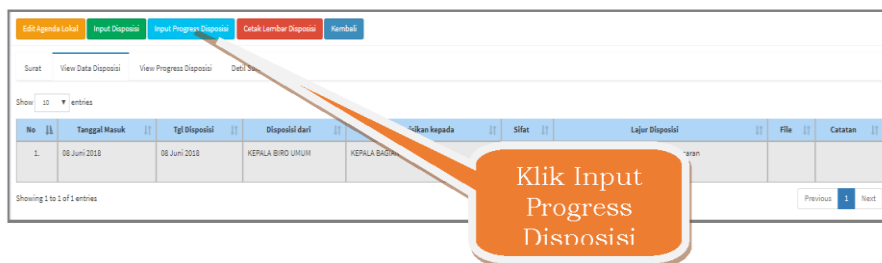 Edit Agenda Lokal Input Disposisi Input Progress Disposisi Cetak Lembar Disposisi Kembali
Surat View Data Disposisi View Progress Disposisi Detil
Show 10 entries
No Tanggal Masuk Tgl Disposisi Disposisi dari kepada Sifat Lajur Disposisi File Catatan
1. 08 Juni 2018 08 Juni 2018 KEPALA BIRO UMUM KEPALA
Showing 1 to 1 of 1 entries Previous 1 Next
Klik Input
Progress
Disposisi